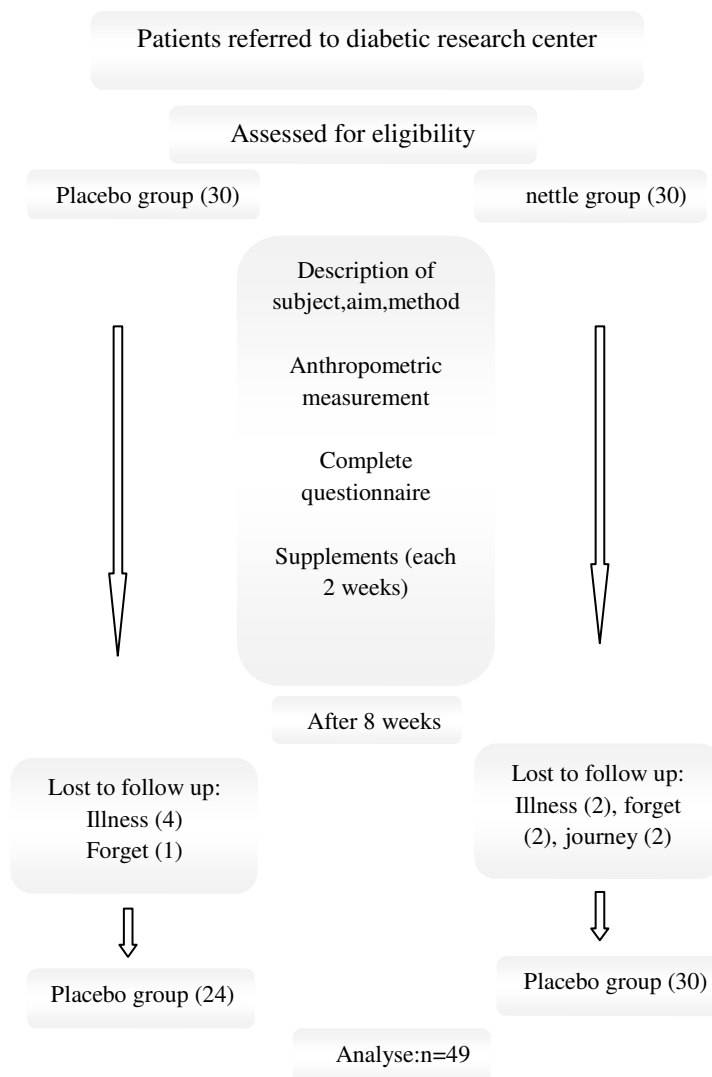 Patients referred to diabetic research center
Assessed for eligibility
Placebo group (30)
nettle group (30)
Description of
subject,aim,method
Anthropometric
measurement
Complete
questionnaire
Supplements (each
2 weeks)
After 8 weeks
Lost to follow up:
Illness (4)
Forget (1)
Lost to follow up:
Illness (2), forget
(2), journey (2)
Placebo group (24)
Placebo group (30)
Analyse:n=49